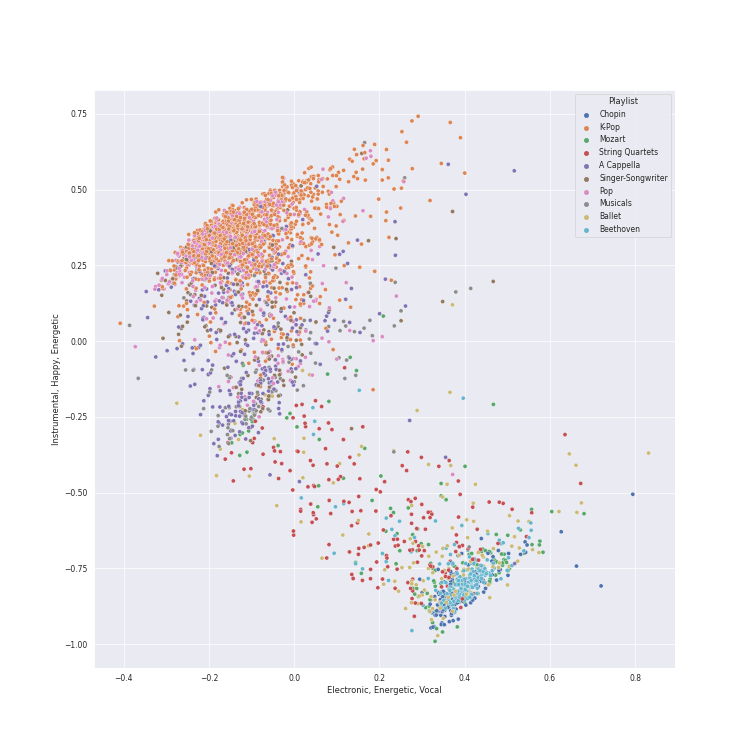 Playlist
Chopin
K-Pop
Mozart
String Quartets
A Cappella
Singer-Songwriter
Pop
Musicals
Ballet
Beethoven
0.75
0.50
0.25
0.00
−0.25
−0.50
−0.75
−1.00
Instrumental, Happy, Energetic
−0.4
−0.2
0.0
0.2
0.4
0.6
0.8
Electronic, Energetic, Vocal